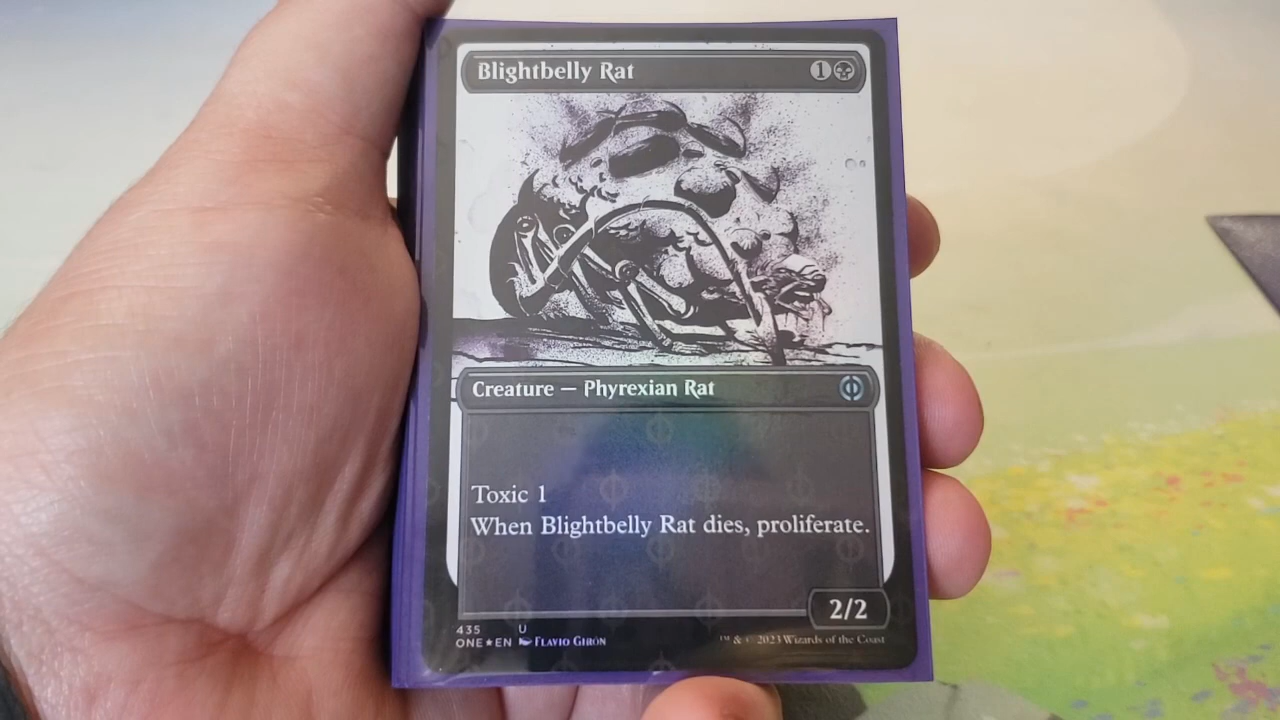 Blightbelly Rat 1
Creature — Phyrexian Rat
Toxic 1
When Blightbelly Rat dies, proliferate.
2/2
435 U
ONE★EN Flavio Girón
™ & © 2023 Wizards of the Coast